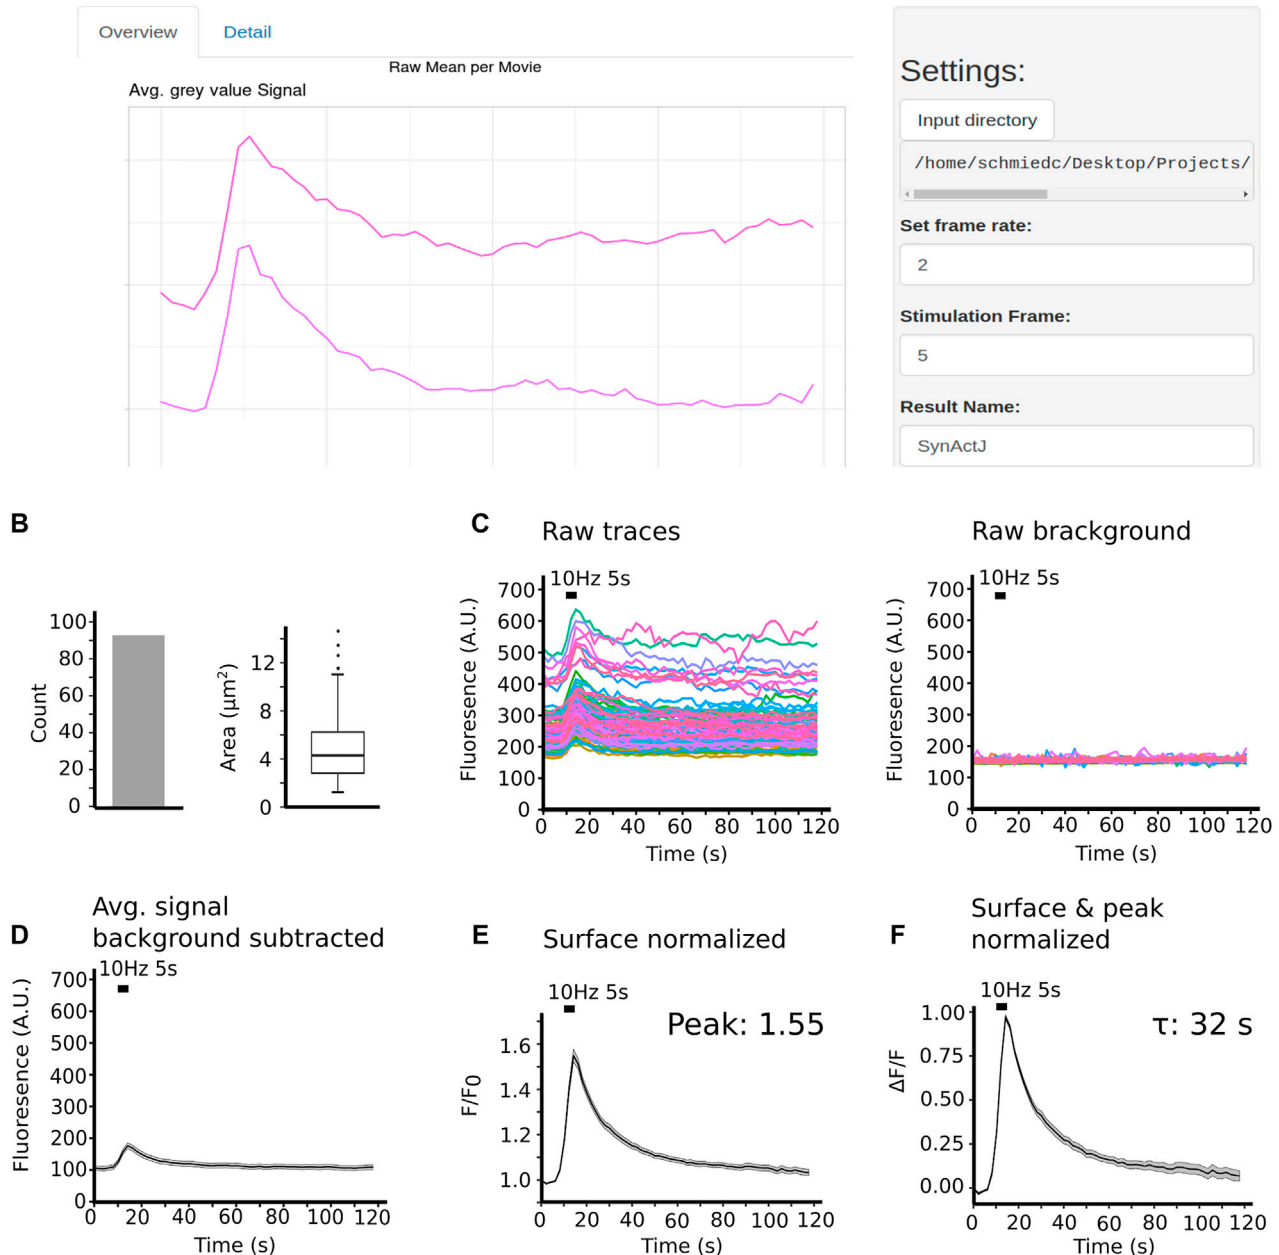 Overview Detail
Raw Mean per Movie
Avg. grey value Signal
Settings:
Input directory
/home/schmiedc/Desktop/Projects/
Set frame rate:
2
Stimulation Frame:
5
Result Name:
SynActJ
B
Count
100
80
60
40
20
0
Area (µm²)
12
8
4
0
C
Raw traces
10Hz 5s
Fluoresence (A.U.)
700
600
500
400
300
200
100
0
0 20 40 60 80 100 120
Time (s)
Raw brackground
10Hz 5s
Fluoresence (A.U.)
700
600
500
400
300
200
100
0
0 20 40 60 80 100 120
Time (s)
D
Avg. signal
background subtracted
10Hz 5s
Fluoresence (A.U.)
700
600
500
400
300
200
100
0
0 20 40 60 80 100 120
Time (s)
E
Surface normalized
10Hz 5s
Peak: 1.55
F/F0
1.6
1.4
1.2
1.0
0 20 40 60 80 100 120
Time (s)
F
Surface & peak
normalized
10Hz 5s
τ: 32 s
ΔF/F
1.00
0.75
0.50
0.25
0.00
0 20 40 60 80 100 120
Time (s)